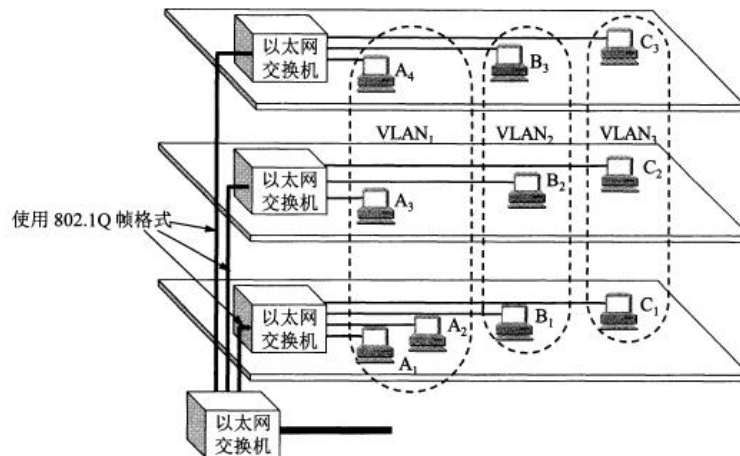 以太网
交换机
A₄
B₃
C₃
VLAN₁
VLAN₂
VLAN₃
以太网
交换机
A₃
B₂
C₂
使用 802.1Q 帧格式
以太网
交换机
A₁
A₂
B₁
C₁
以太网
交换机